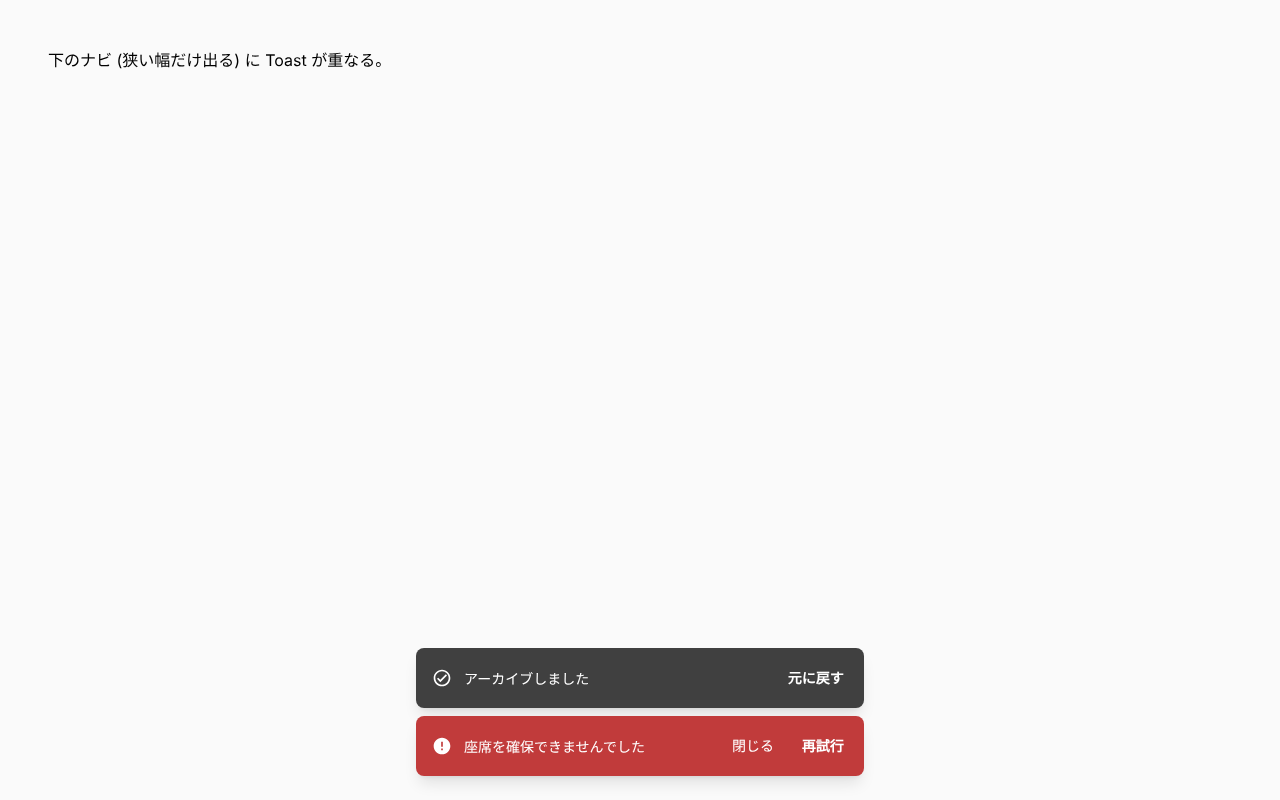 下のナビ (狭い幅だけ出る) に Toast が重なる。
アーカイブしました 元に戻す
座席を確保できませんでした 閉じる 再試行